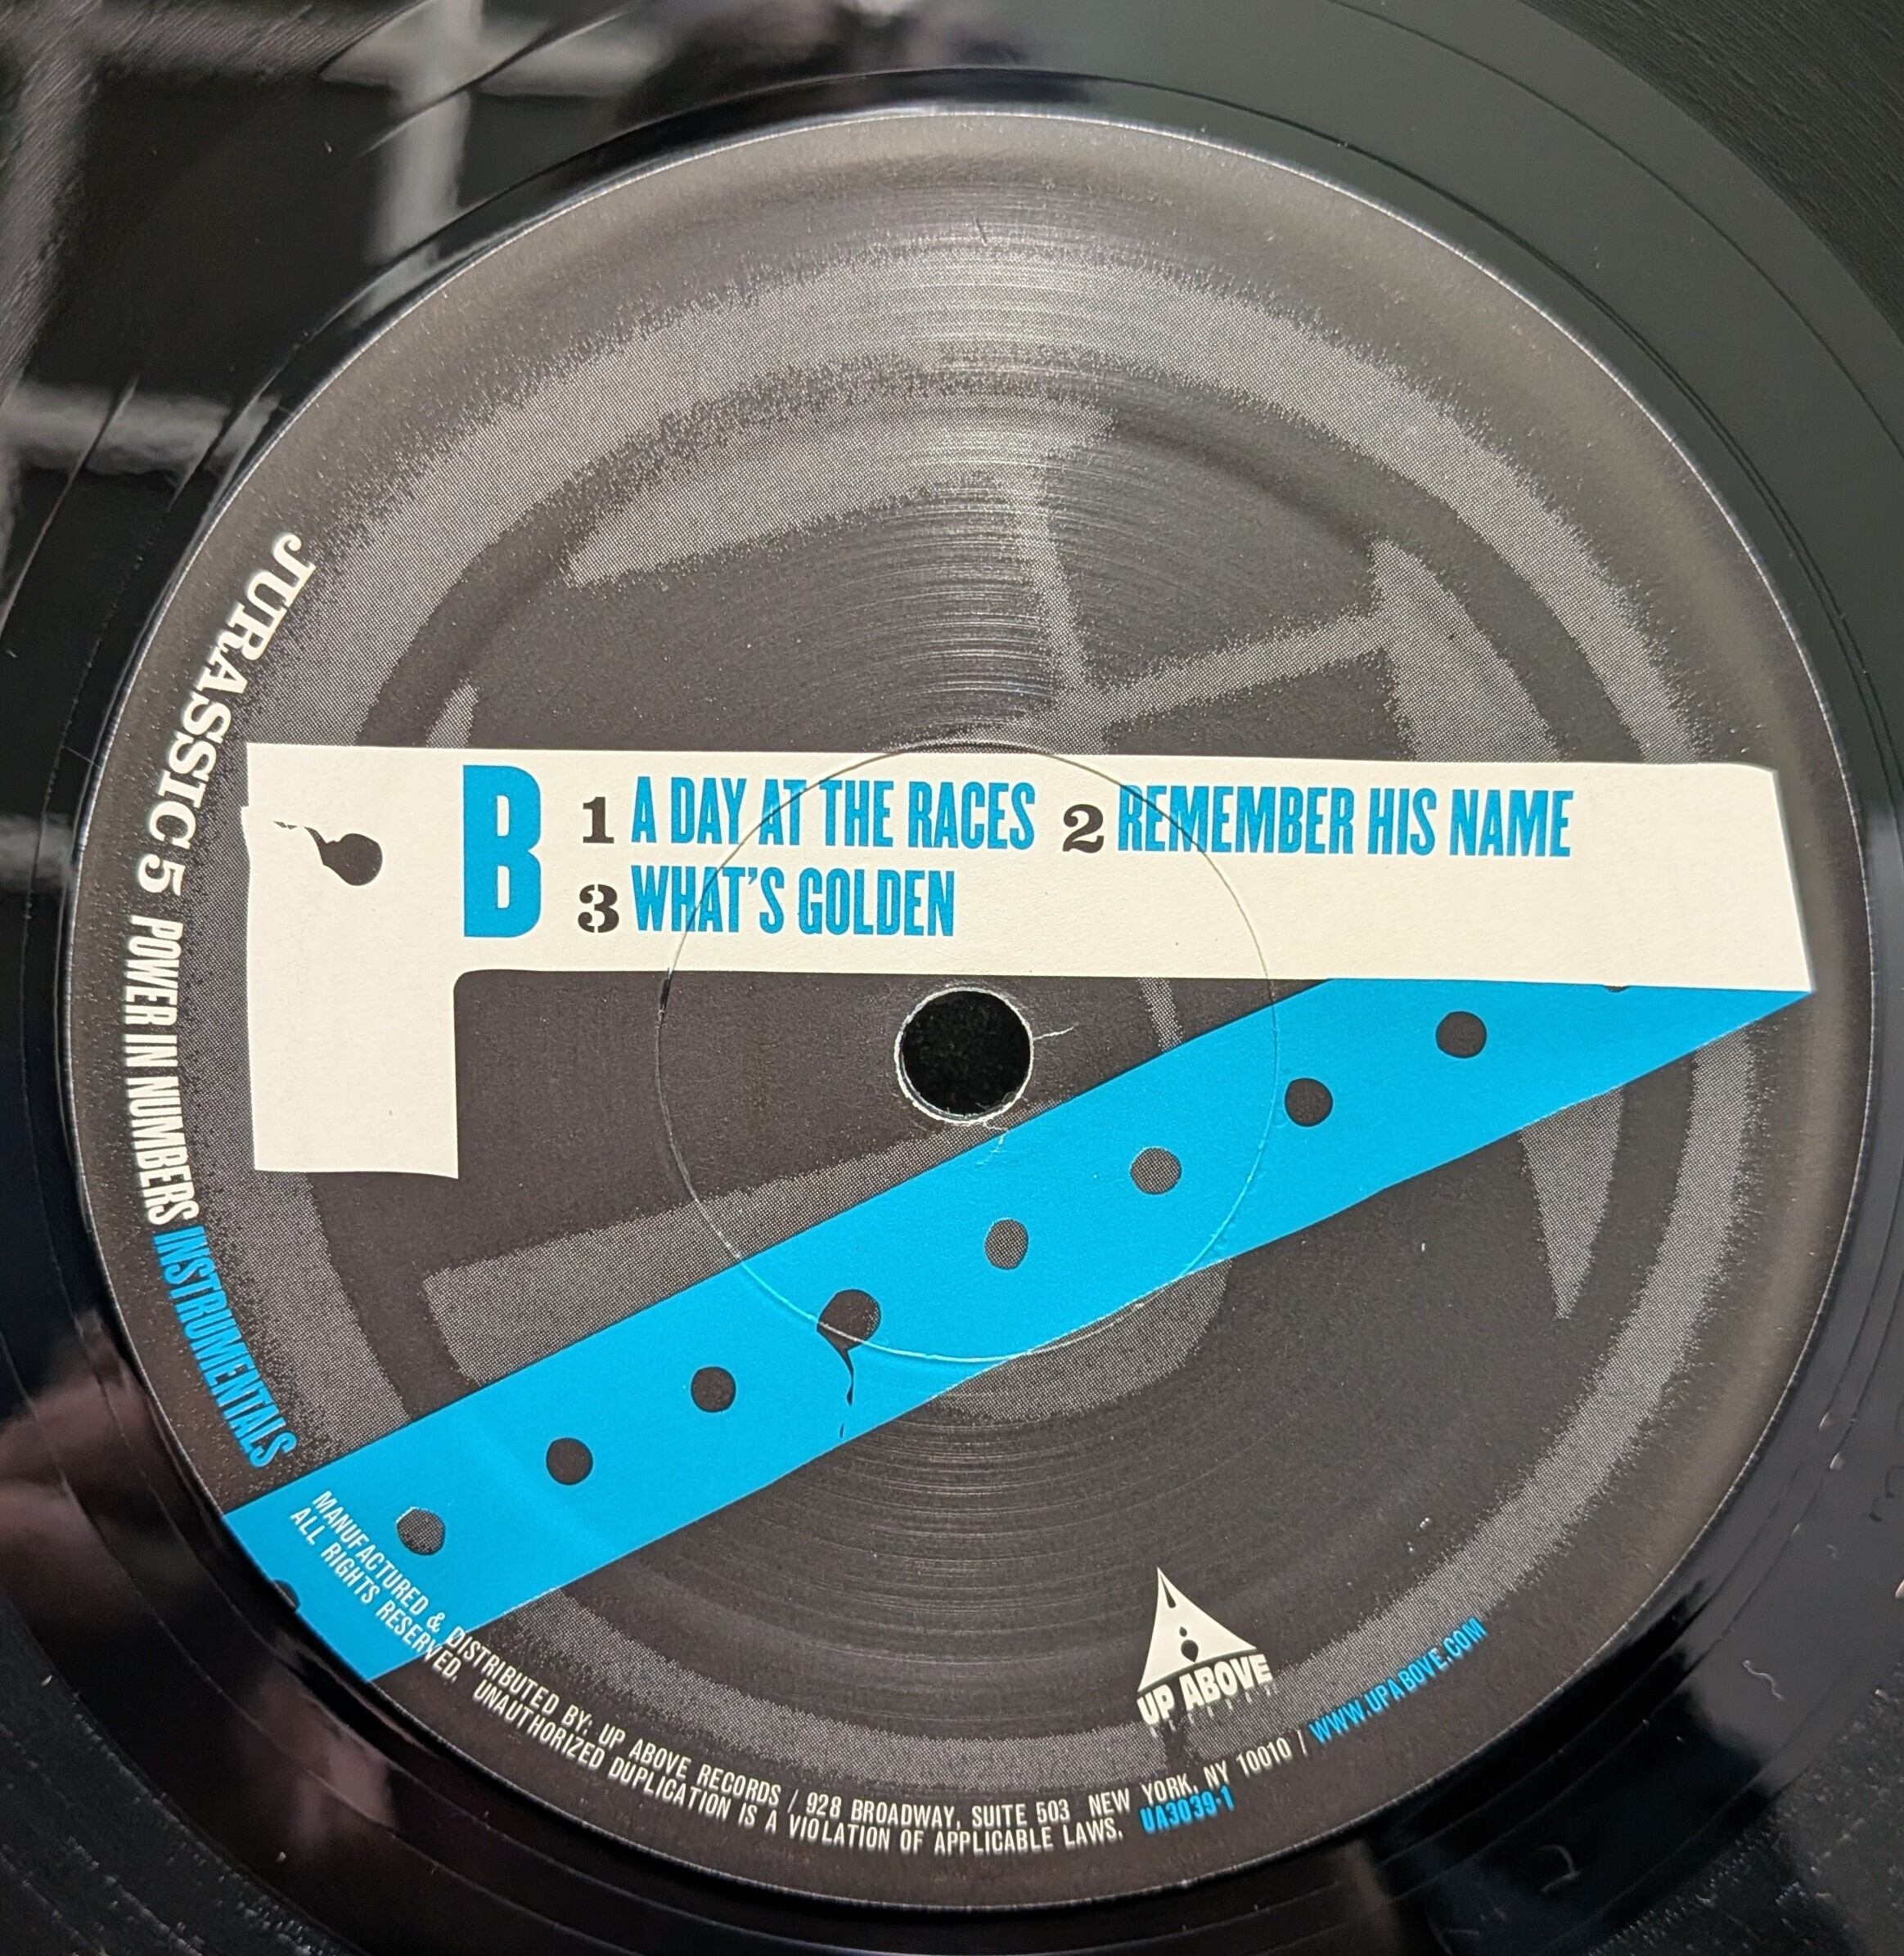 JURASSIC 5 POWER IN NUMBERS INSTRUMENTALS
B
1 A DAY AT THE RACES 2 REMEMBER HIS NAME
3 WHAT'S GOLDEN
UP ABOVE
MANUFACTURED & DISTRIBUTED BY: UP ABOVE RECORDS / 928 BROADWAY, SUITE 503 NEW YORK, NY 10010 / WWW.UPABOVE.COM
ALL RIGHTS RESERVED. UNAUTHORIZED DUPLICATION IS A VIOLATION OF APPLICABLE LAWS. UA3039-1